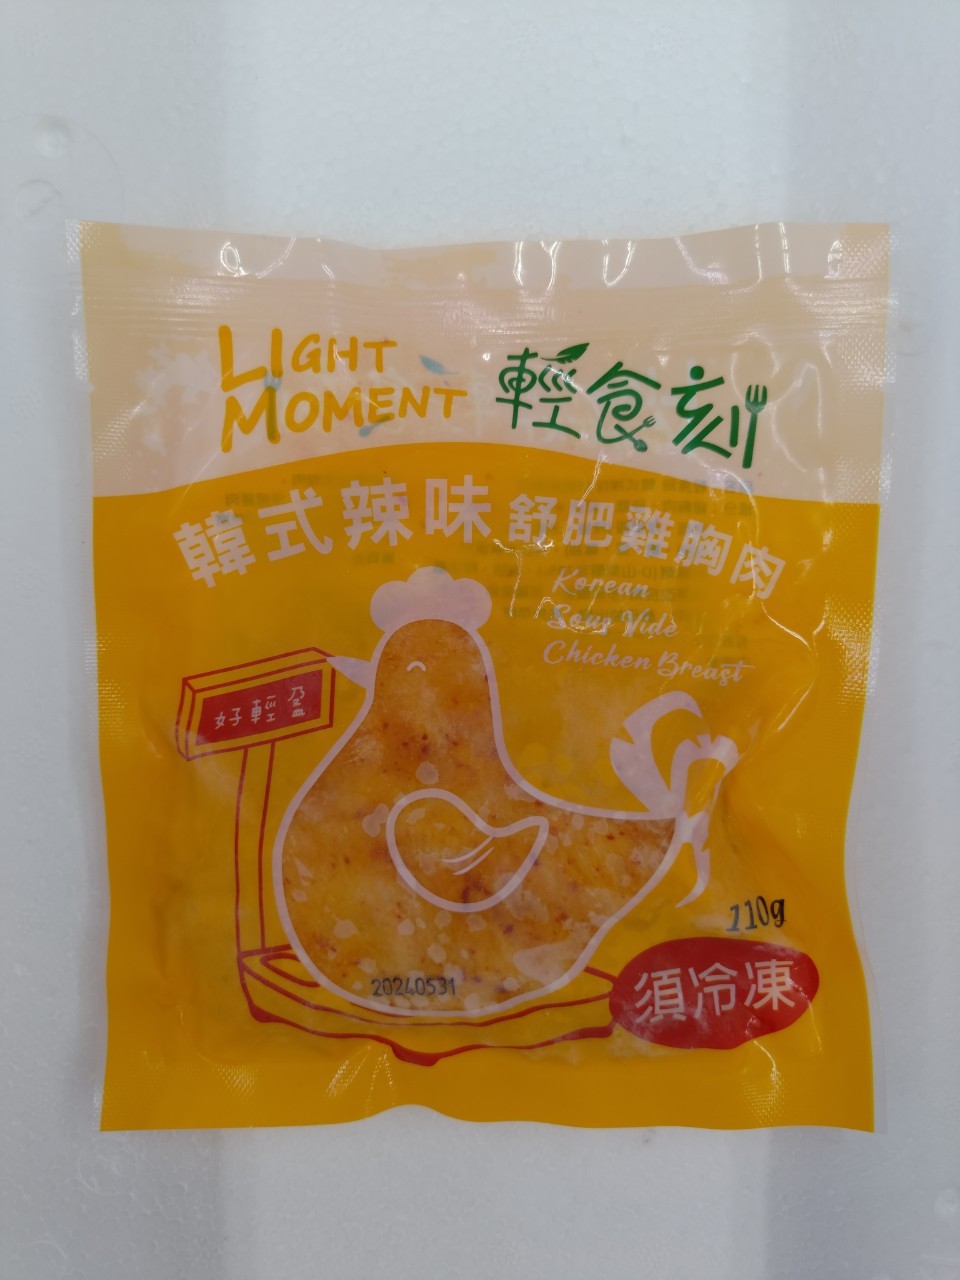 LIGHT
MOMENT
輕食刻
韓式辣味舒肥雞胸肉
Korean
Sous Vide
Chicken Breast
好輕盈
110g
20240531
須冷凍